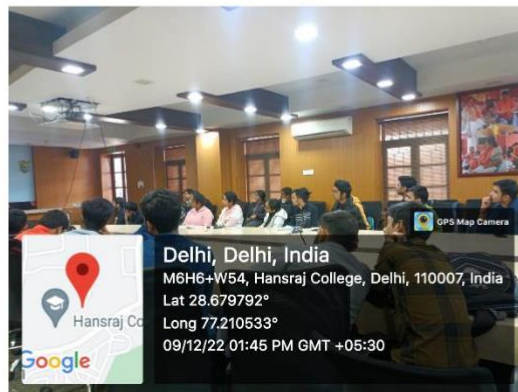 GPS Map Camera
Delhi, Delhi, India
M6H6+W54, Hansraj College, Delhi, 110007, India
Lat 28.679792°
Long 77.210533°
09/12/22 01:45 PM GMT +05:30
Hansraj Co
Google